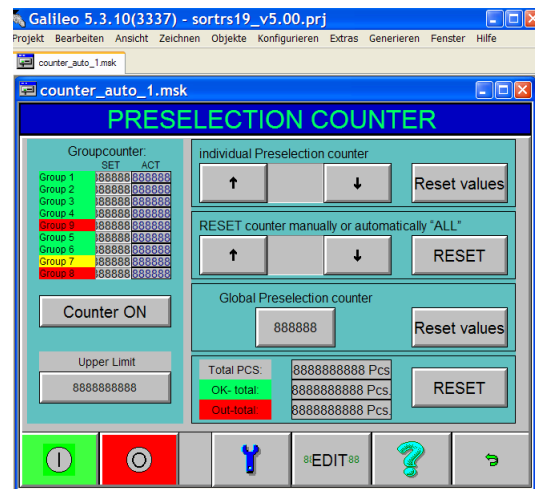 Galileo 5.3.10(3337) - sortrs19_v5.00.prj
Projekt Bearbeiten Ansicht Zeichnen Objekte Konfigurieren Extras Generieren Fenster Hilfe
counter_auto_1.msk
counter_auto_1.msk
PRESELECTION COUNTER
Groupcounter:
SET ACT
Group 1 888888 888888
Group 2 888888 888888
Group 3 888888 888888
Group 4 888888 888888
Group 9 888888 888888
Group 5 888888 888888
Group 6 888888 888888
Group 7 888888 888888
Group 8 888888 888888
Counter ON
Upper Limit
8888888888
individual Preselection counter
↑ ↓ Reset values
RESET counter manually or automatically "ALL"
↑ ↓ RESET
Global Preselection counter
888888 Reset values
Total PCS: 8888888888 Pcs
OK- total: 8888888888 Pcs.
Out-total: 8888888888 Pcs.
RESET
88EDIT88